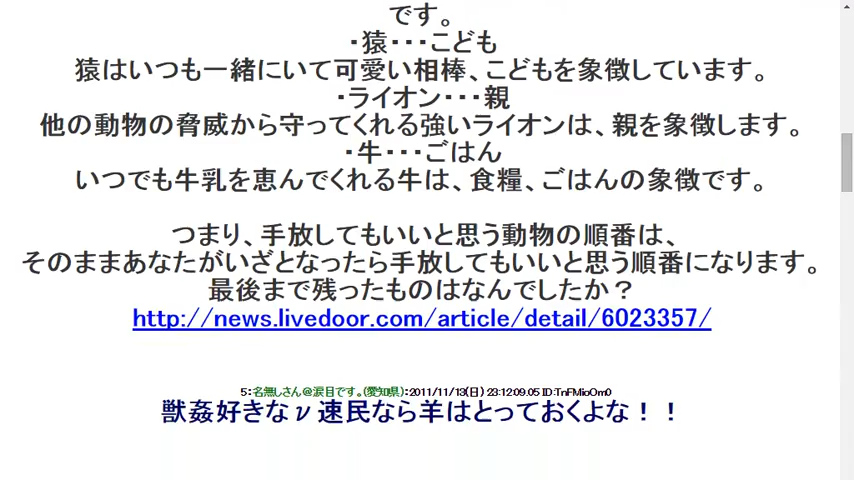 です。
・猿・・・こども
猿はいつも一緒にいて可愛い相棒、こどもを象徴しています。
・ライオン・・・親
他の動物の脅威から守ってくれる強いライオンは、親を象徴します。
・牛・・・ごはん
いつでも牛乳を恵んでくれる牛は、食糧、ごはんの象徴です。
つまり、手放してもいいと思う動物の順番は、
そのままあなたがいざとなったら手放してもいいと思う順番になります。
最後まで残ったものはなんでしたか？
http://news.livedoor.com/article/detail/6023357/
5：名無しさん＠涙目です。(愛知県)：2011/11/13(日) 23:12:09.05 ID:TnFMioOm0
獣姦好きなν速民なら羊はとっておくよな！！